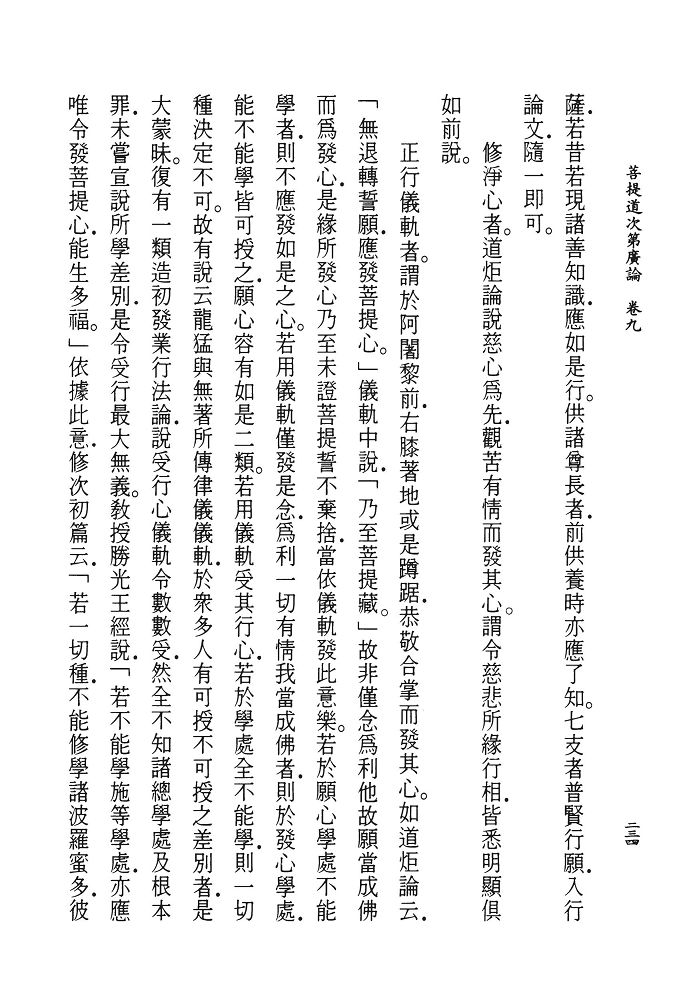 菩提道次第廣論　卷九
二三四
薩．若昔若現諸善知識．應如是行。供諸尊長者．前供養時亦應了知。七支者普賢行願．入行
論文．隨一即可。
修淨心者。道炬論說慈心為先．觀苦有情而發其心。謂令慈悲所緣行相．皆悉明顯俱
如前說。
正行儀軌者。謂於阿闍黎前．右膝著地或是蹲踞．恭敬合掌而發其心。如道炬論云．
「無退轉誓願．應發菩提心。」儀軌中說．「乃至菩提藏。」故非僅念為利他故願當成佛
而為發心．是緣所發心乃至未證菩提誓不棄捨．當依儀軌發此意樂。若於願心學處不能
學者．則不應發如是之心。若用儀軌僅發是念．為利一切有情我當成佛者．則於發心學處．
能不能學皆可授之．願心容有如是二類。若用儀軌受其行心．若於學處全不能學．則一切
種決定不可。故有說云龍猛與無著所傳律儀儀軌．於眾多人有可授不可授之差別者．是
大蒙昧。復有一類造初發業行法論．說受行心儀軌令數數受．然全不知諸總學處及根本
罪．未嘗宣說所學差別．是令受行最大無義。教授勝光王經說．「若不能學施等學處．亦應
唯令發菩提心．能生多福。」依據此意．修次初篇云．「若一切種．不能修學諸波羅蜜多．彼